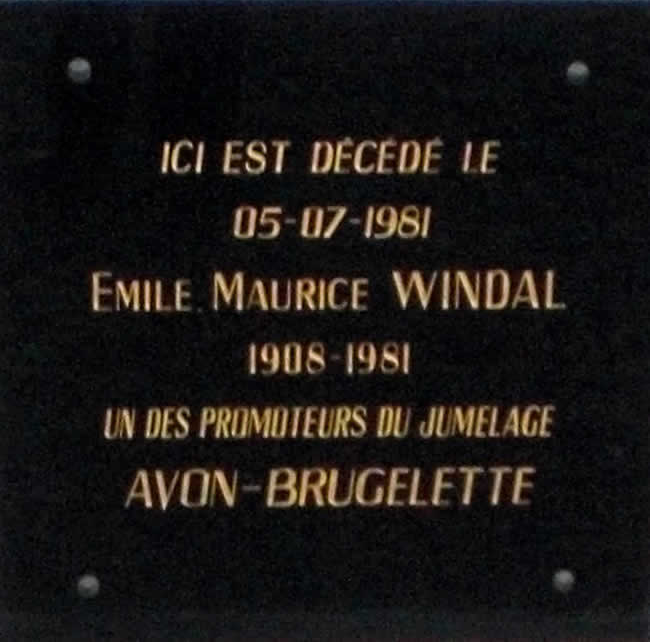 ICI EST DÉCÉDÉ LE
05-07-1981
EMILE MAURICE WINDAL
1908-1981
UN DES PROMOTEURS DU JUMELAGE
AVON-BRUGELETTE